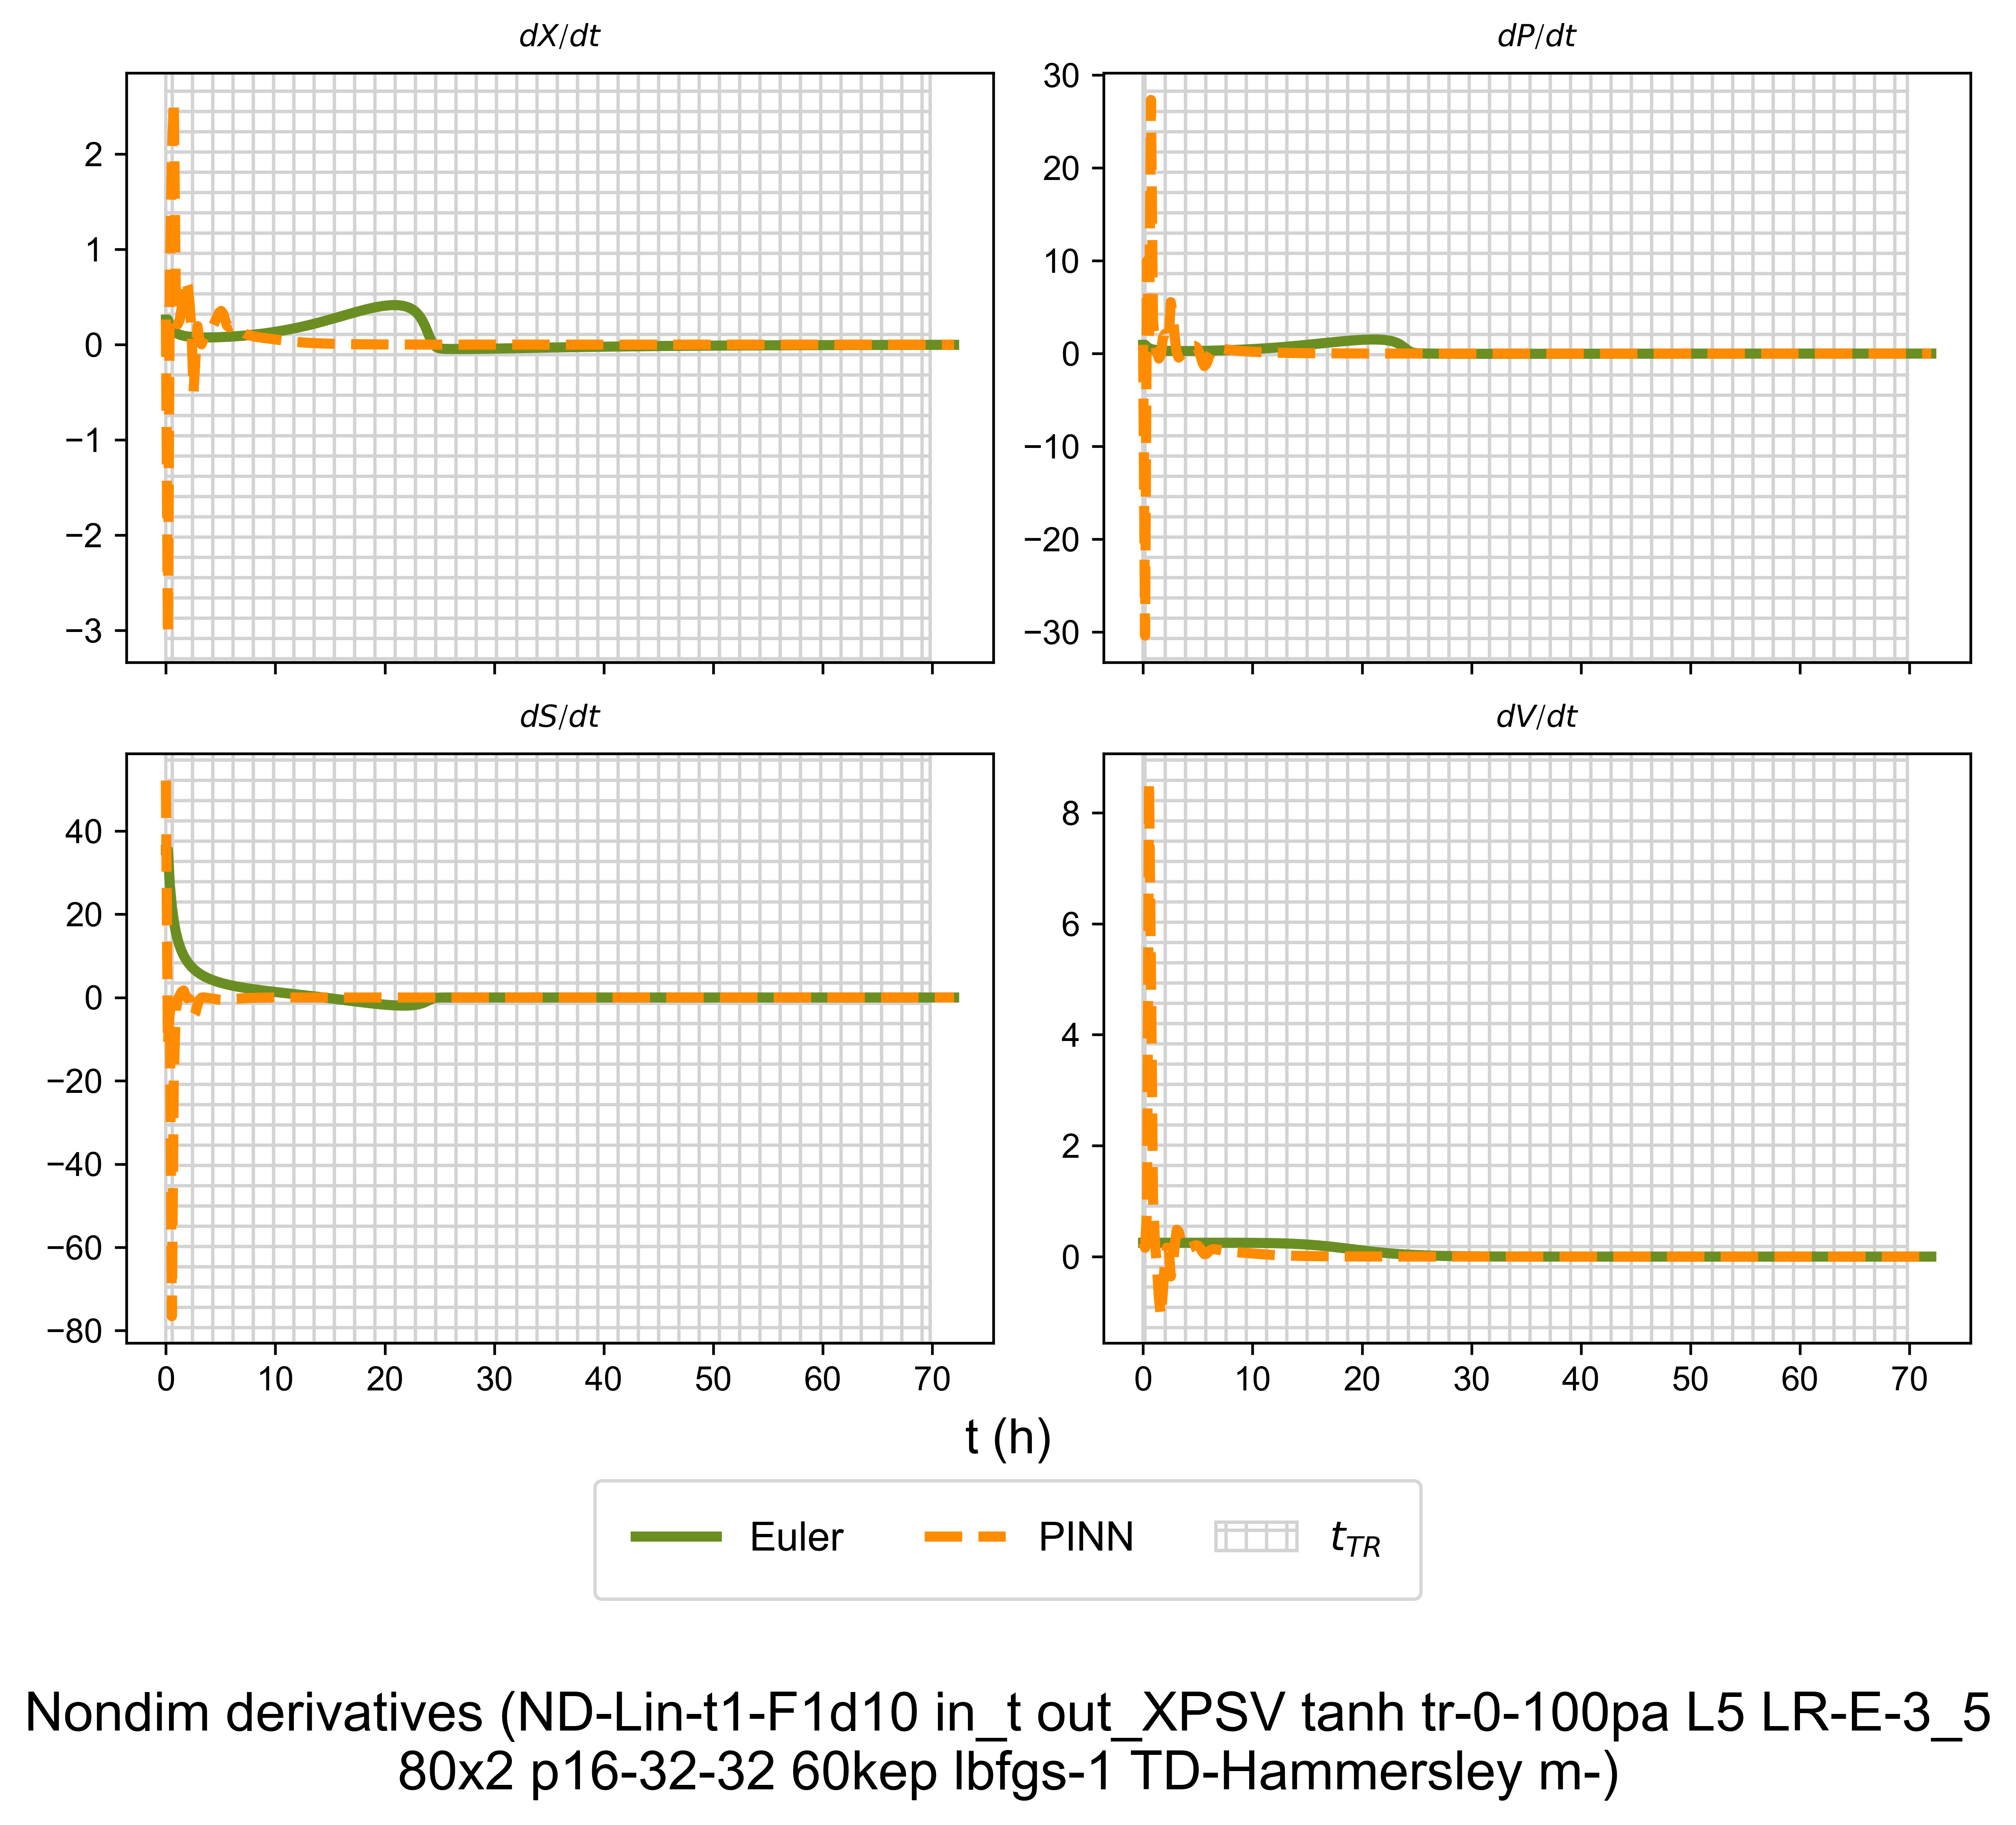 dX/dt
dP/dt
2
1
0
−1
−2
−3
30
20
10
0
−10
−20
−30
dS/dt
dV/dt
40
20
0
−20
−40
−60
−80
0 10 20 30 40 50 60 70
8
6
4
2
0
0 10 20 30 40 50 60 70
t (h)
Euler PINN t_TR
Nondim derivatives (ND-Lin-t1-F1d10 in_t out_XPSV tanh tr-0-100pa L5 LR-E-3_5
80x2 p16-32-32 60kep lbfgs-1 TD-Hammersley m-)